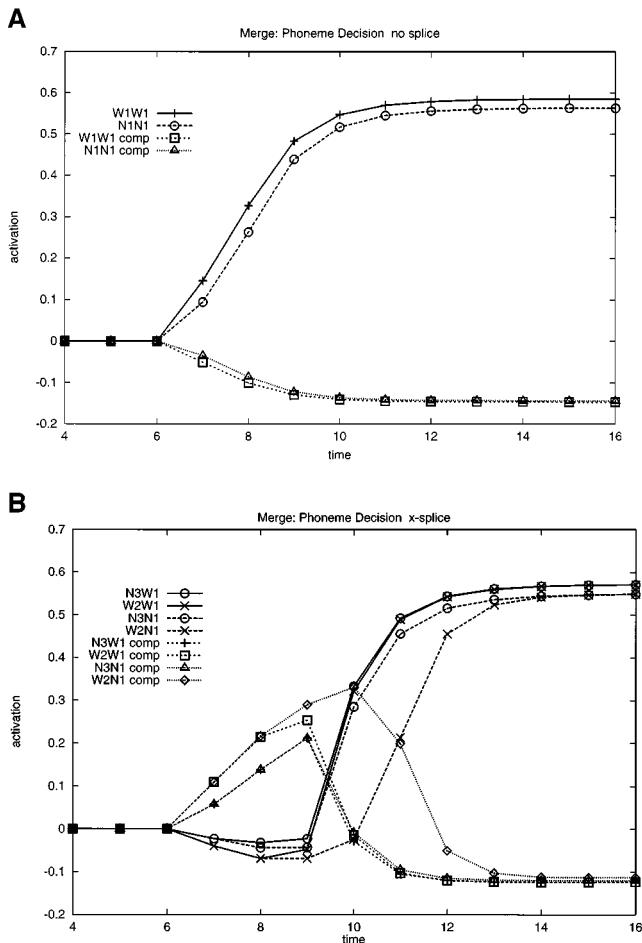 A
Merge: Phoneme Decision no splice
0.7
0.6
0.5
0.4
0.3
0.2
0.1
0
-0.1
-0.2
activation
W1W1
N1N1
W1W1 comp
N1N1 comp
4 6 8 10 12 14 16
time
B
Merge: Phoneme Decision x-splice
0.7
0.6
0.5
0.4
0.3
0.2
0.1
0
-0.1
-0.2
activation
N3W1
W2W1
N3N1
W2N1
N3W1 comp
W2W1 comp
N3N1 comp
W2N1 comp
4 6 8 10 12 14 16
time